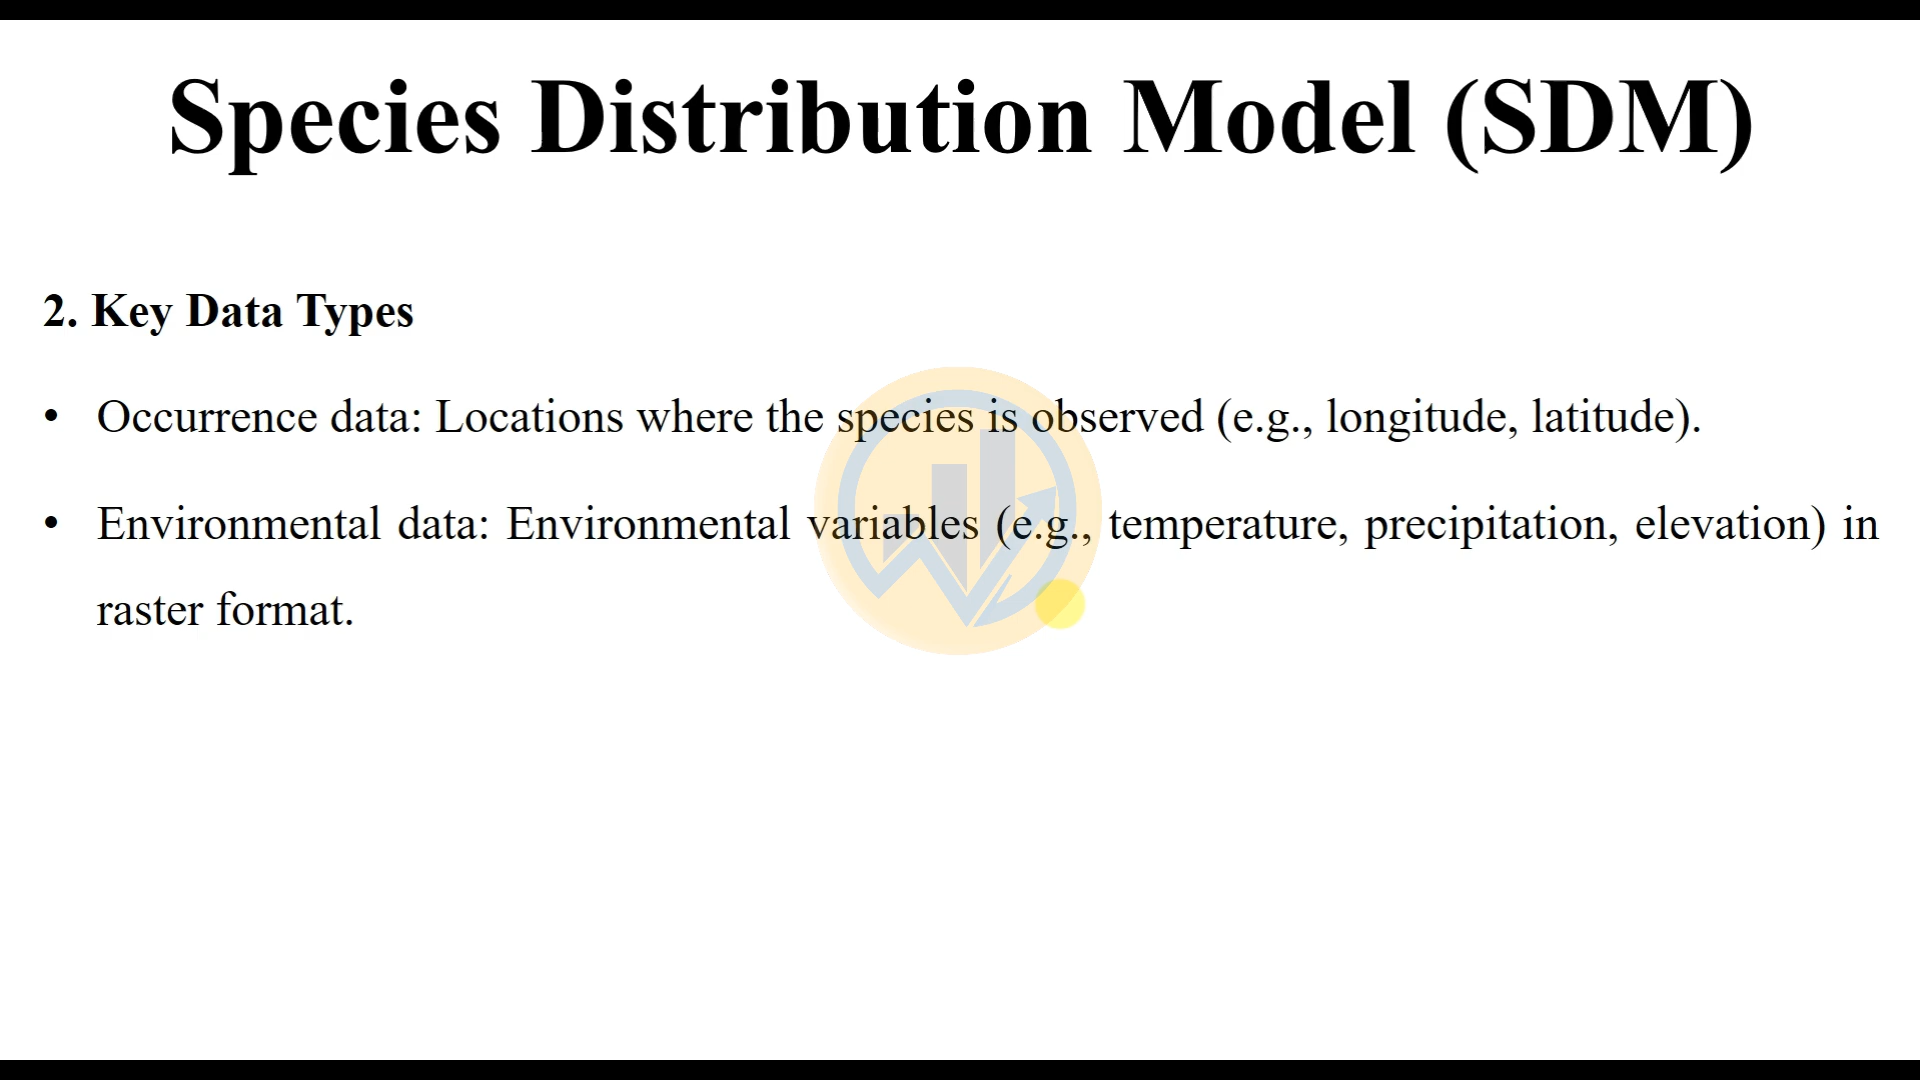 Species Distribution Model (SDM)
2. Key Data Types
• Occurrence data: Locations where the species is observed (e.g., longitude, latitude).
• Environmental data: Environmental variables (e.g., temperature, precipitation, elevation) in
raster format.